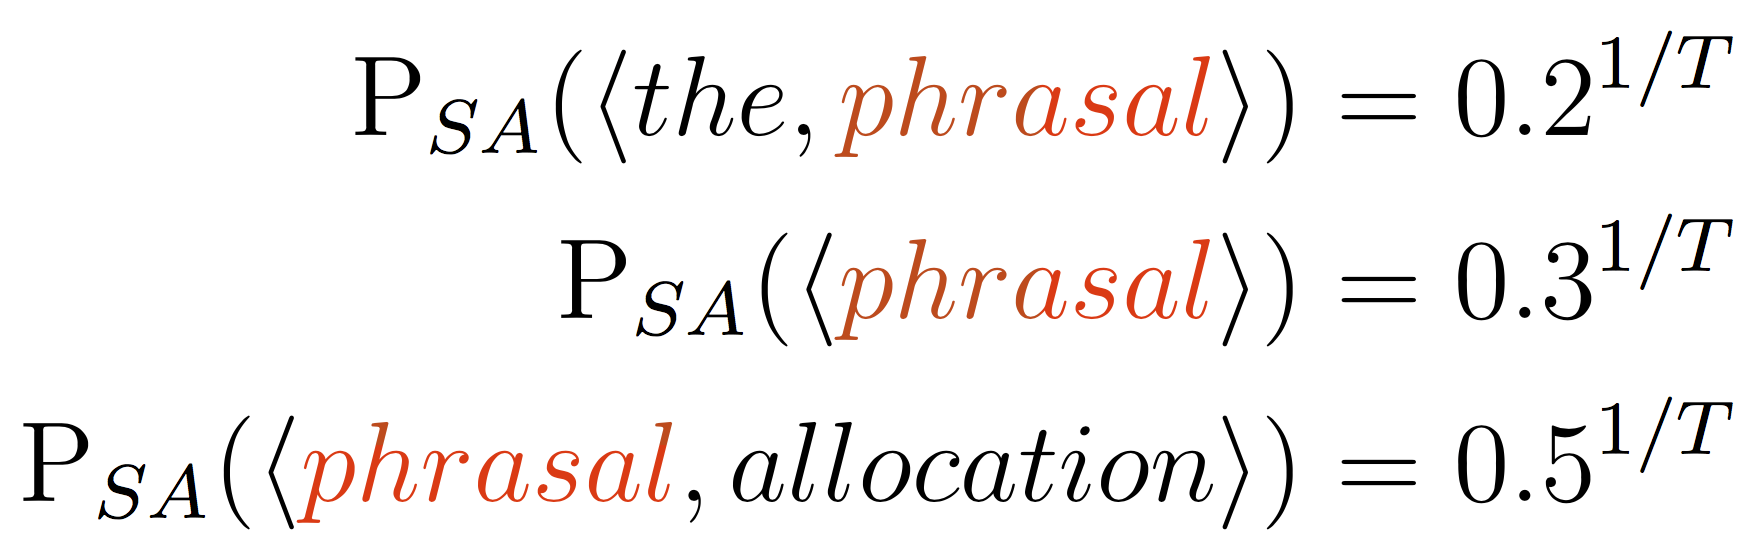 P_{SA}(⟨the, phrasal⟩) = 0.2^{1/T}
P_{SA}(⟨phrasal⟩) = 0.3^{1/T}
P_{SA}(⟨phrasal, allocation⟩) = 0.5^{1/T}